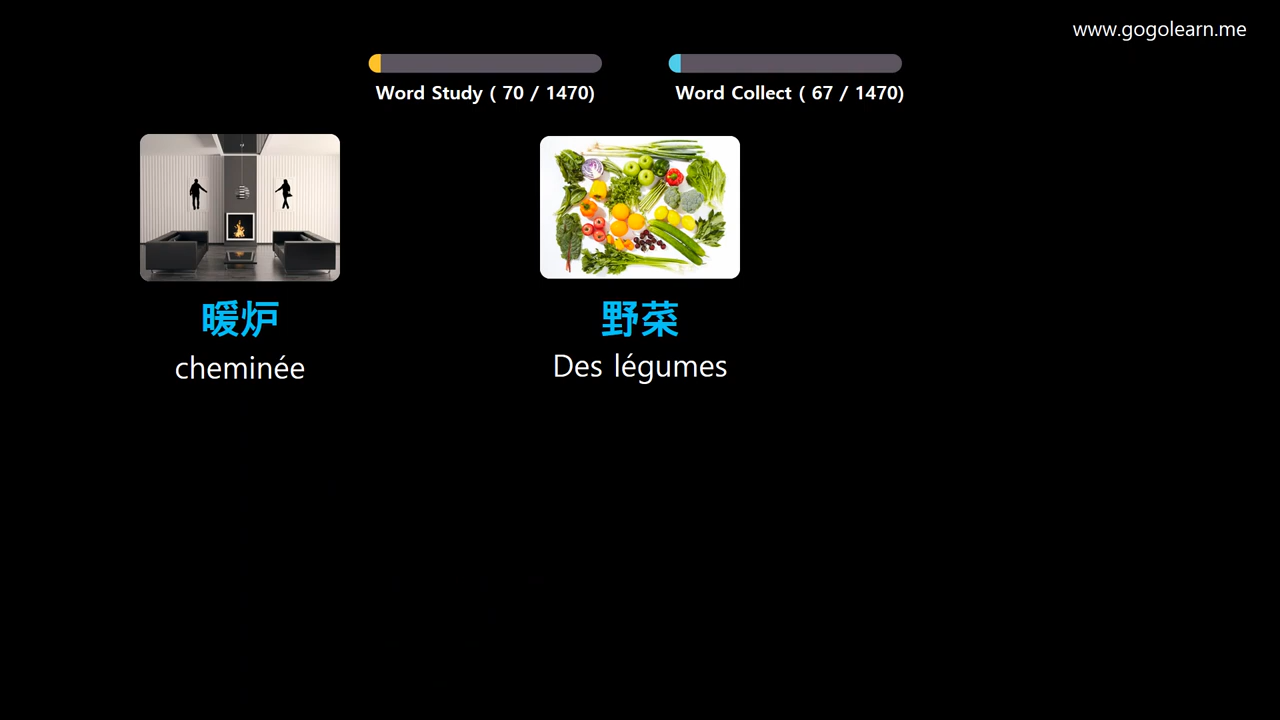 www.gogolearn.me
Word Study ( 70 / 1470)
Word Collect ( 67 / 1470)
暖炉
cheminée
野菜
Des légumes